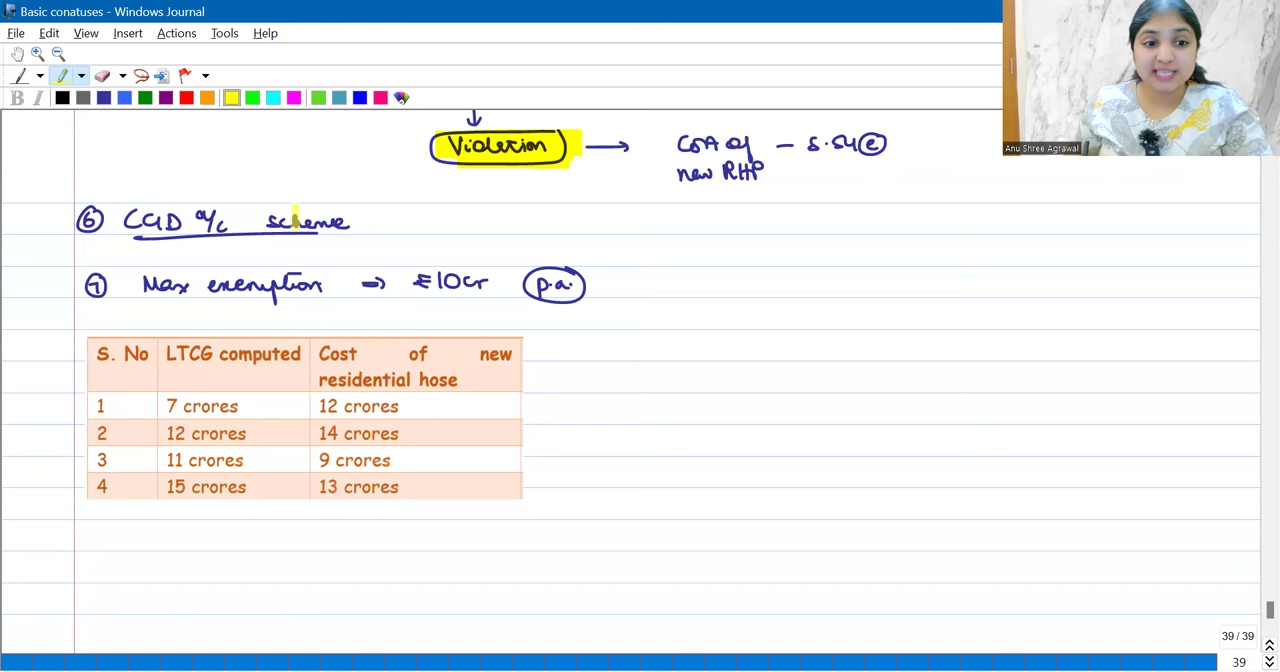 Basic conatuses - Windows Journal
File Edit View Insert Actions Tools Help
B I
Violation → COA of - S.54@
new RHP
Anu Shree Agrawal
⑥ CGD a/c scheme
⑦ Max exemption ⇒ ₹10cr p.a.
S. No LTCG computed Cost of new
residential hose
1 7 crores 12 crores
2 12 crores 14 crores
3 11 crores 9 crores
4 15 crores 13 crores
39 / 39
39